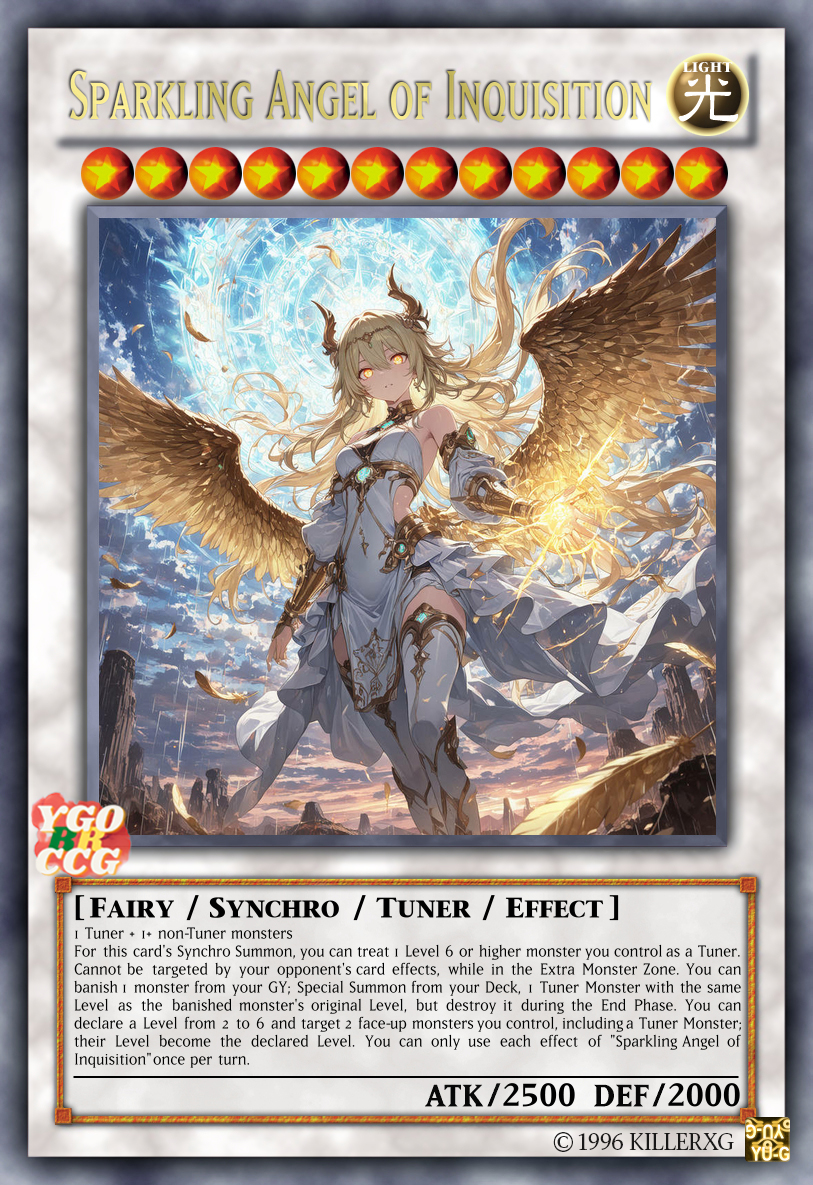 Sparkling Angel of Inquisition
LIGHT
光
[ Fairy / Synchro / Tuner / Effect ]
1 Tuner + 1+ non-Tuner monsters
For this card's Synchro Summon, you can treat 1 Level 6 or higher monster you control as a Tuner.
Cannot be targeted by your opponent's card effects, while in the Extra Monster Zone. You can
banish 1 monster from your GY; Special Summon from your Deck, 1 Tuner Monster with the same
Level as the banished monster's original Level, but destroy it during the End Phase. You can
declare a Level from 2 to 6 and target 2 face-up monsters you control, including a Tuner Monster;
their Level become the declared Level. You can only use each effect of "Sparkling Angel of
Inquisition" once per turn.
ATK/2500 DEF/2000
© 1996 KILLERXG
YGO
BR
CCG